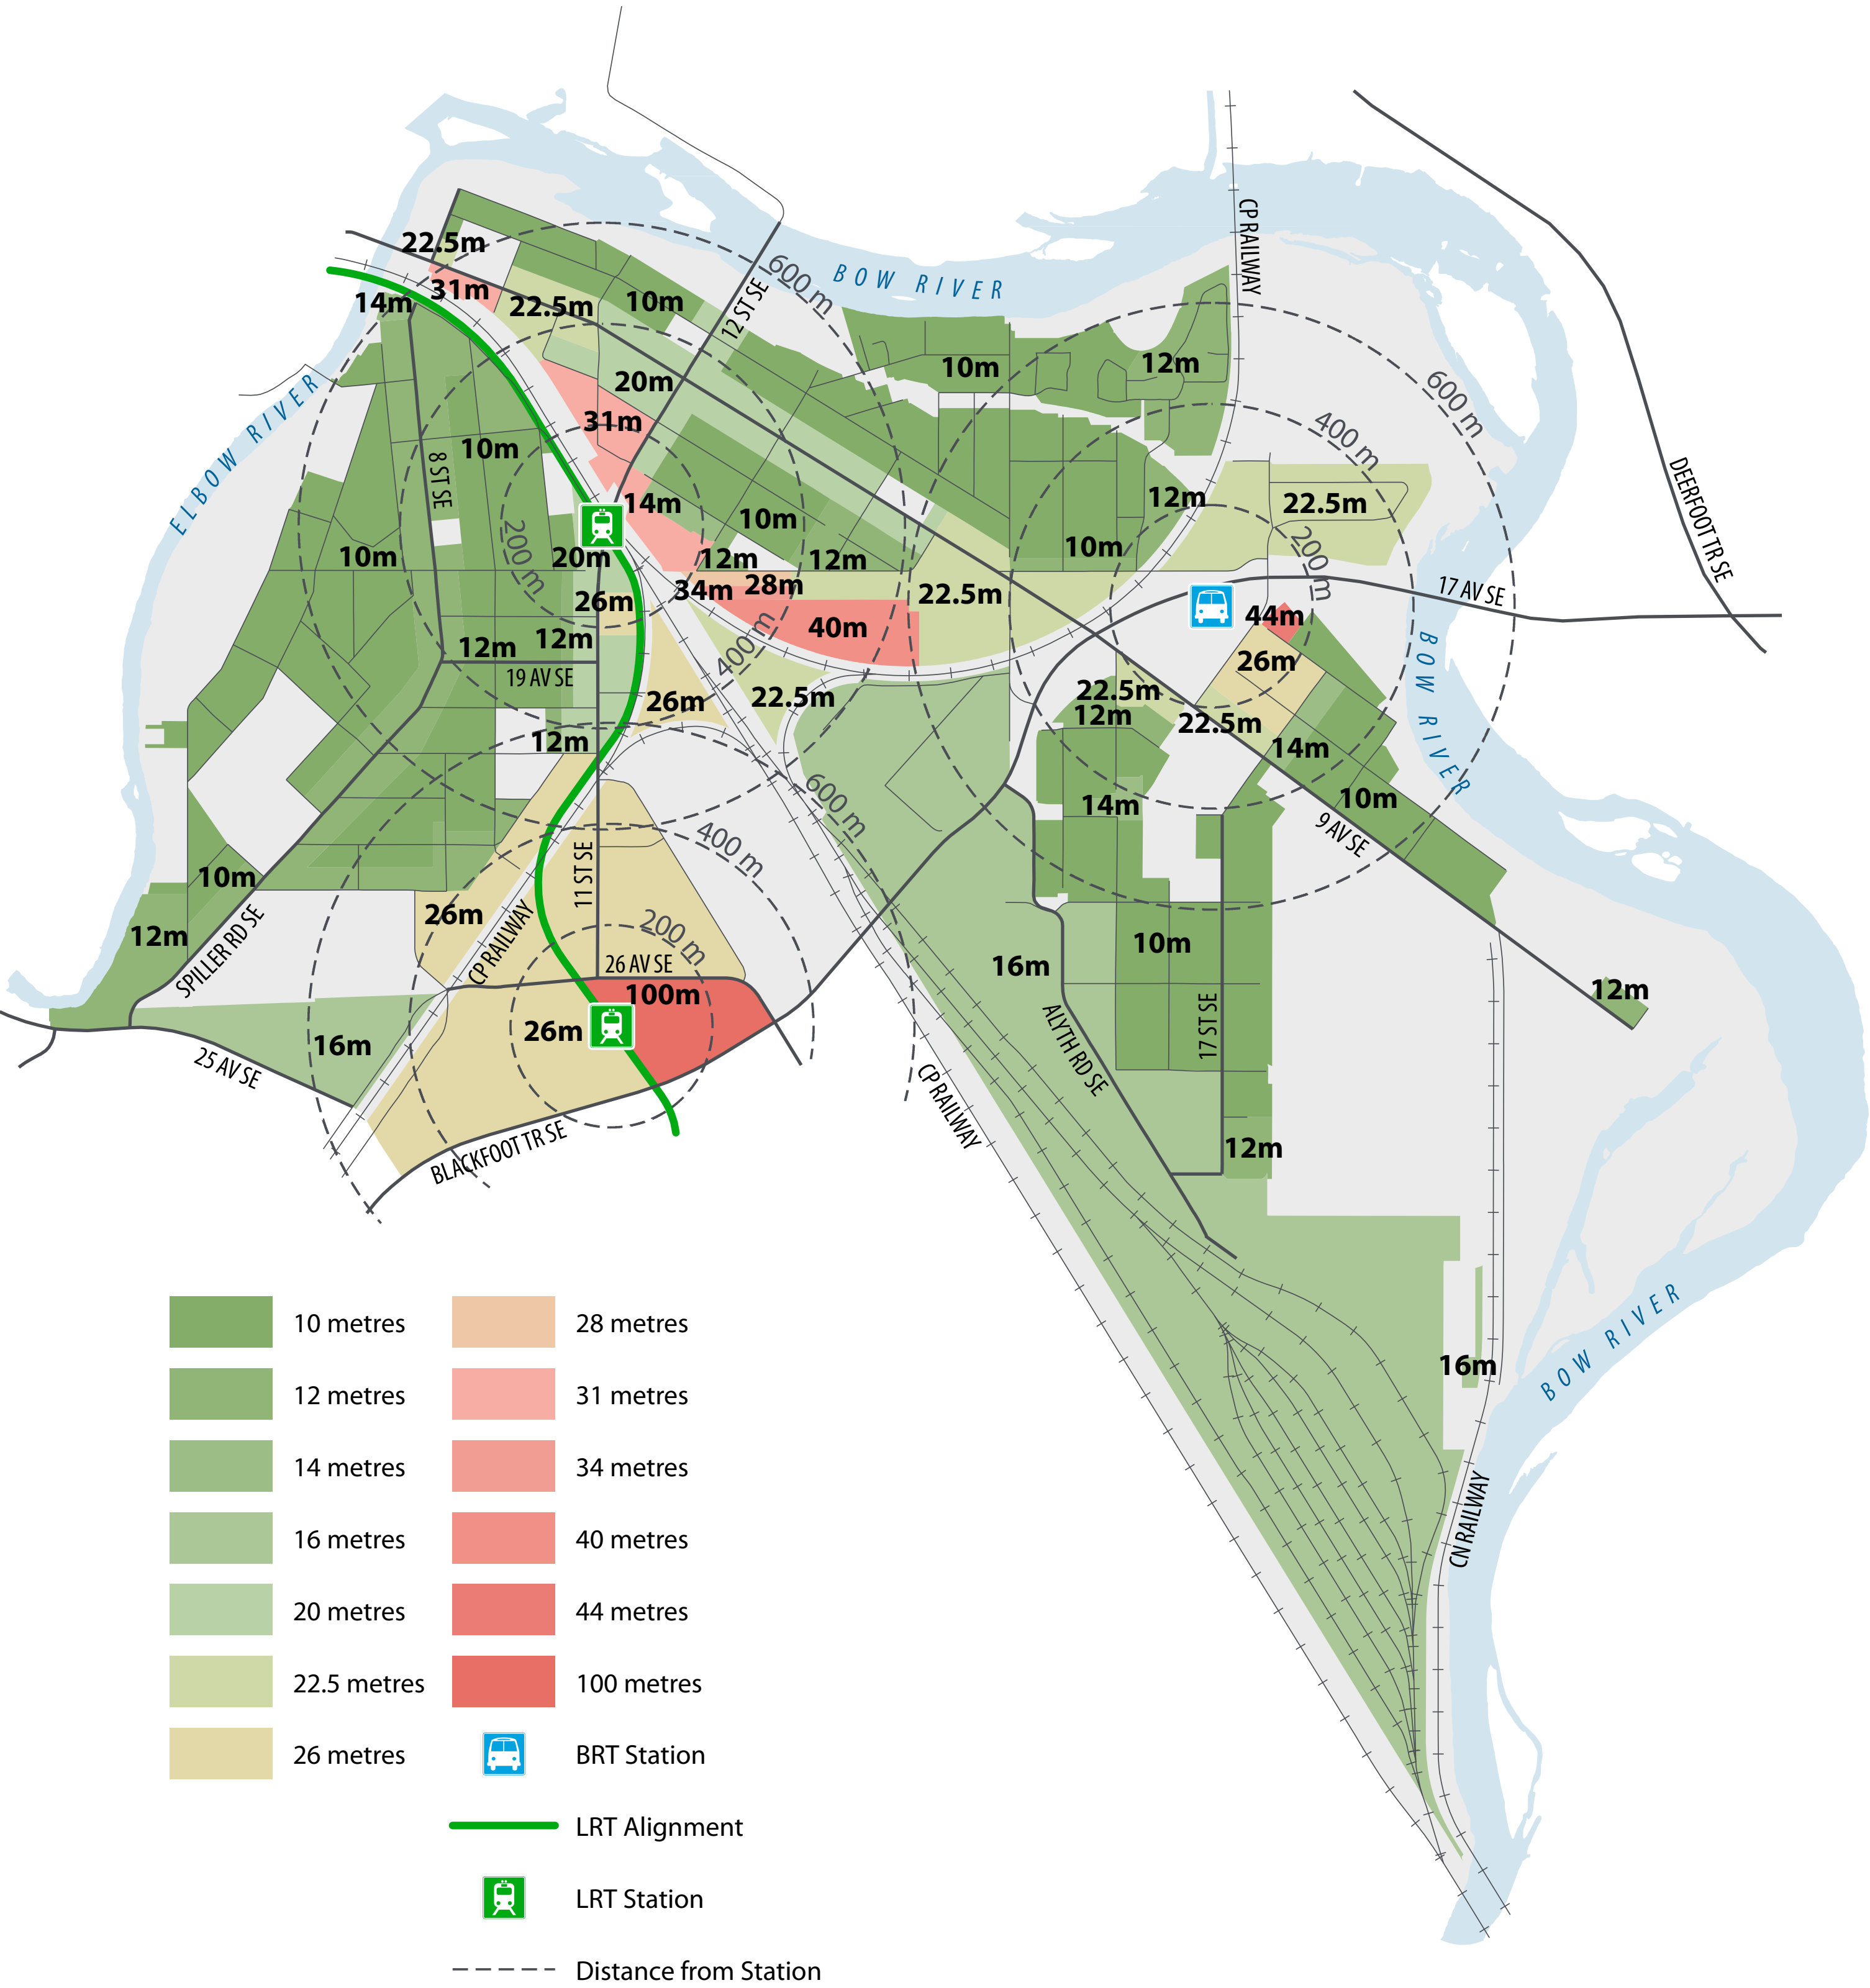 BOW RIVER
CP RAILWAY
600 m
12 ST SE
22.5m
31m
14m
22.5m
10m
10m
12m
20m
600 m
400 m
ELBOW RIVER
31m
10m
8 ST SE
DEERFOOT TR SE
14m
10m
12m
22.5m
200 m
10m
20m
12m
12m
10m
200 m
34m
28m
22.5m
17 AV SE
26m
40m
44m
12m
12m
400 m
26m
BOW RIVER
19 AV SE
26m
22.5m
22.5m
12m
22.5m
12m
14m
600 m
14m
10m
9 AV SE
400 m
11 ST SE
10m
26m
200 m
12m
SPILLER RD SE
CP RAILWAY
26 AV SE
16m
10m
100m
12m
26m
16m
25 AV SE
ALYTH RD SE
17 ST SE
CP RAILWAY
BLACKFOOT TR SE
12m
BOW RIVER
16m
CN RAILWAY
10 metres
12 metres
14 metres
16 metres
20 metres
22.5 metres
26 metres
28 metres
31 metres
34 metres
40 metres
44 metres
100 metres
BRT Station
LRT Alignment
LRT Station
Distance from Station